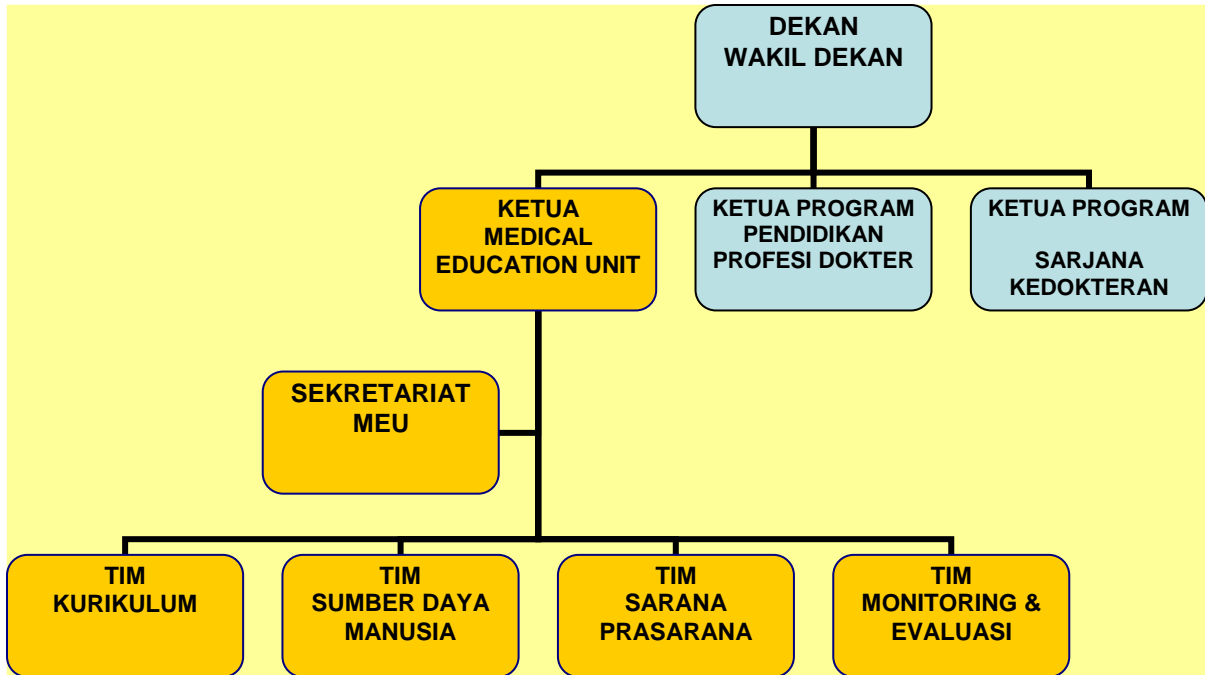 DEKAN
WAKIL DEKAN
KETUA
MEDICAL
EDUCATION UNIT
KETUA PROGRAM
PENDIDIKAN
PROFESI DOKTER
KETUA PROGRAM
SARJANA
KEDOKTERAN
SEKRETARIAT
MEU
TIM
KURIKULUM
TIM
SUMBER DAYA
MANUSIA
TIM
SARANA
PRASARANA
TIM
MONITORING &
EVALUASI